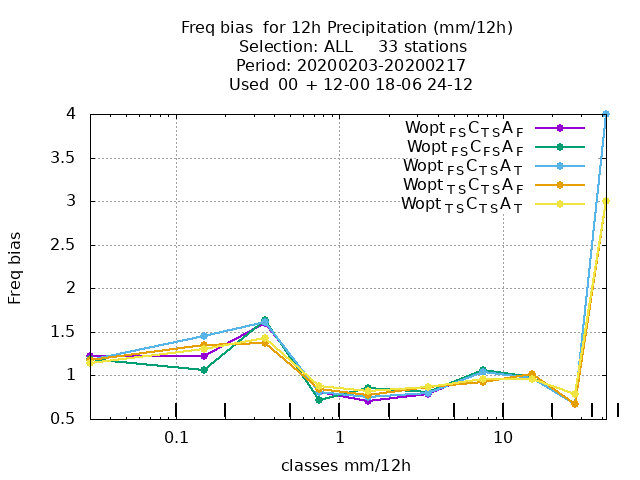 Freq bias  for 12h Precipitation (mm/12h)
Selection: ALL     33 stations
Period: 20200203-20200217
Used  00 + 12-00 18-06 24-12
Wopt FS C TS A F
Wopt FS C FS A F
Wopt FS C TS A T
Wopt TS C TS A F
Wopt TS C TS A T
4
3.5
3
2.5
2
1.5
1
0.5
Freq bias
0.1 1 10
classes mm/12h